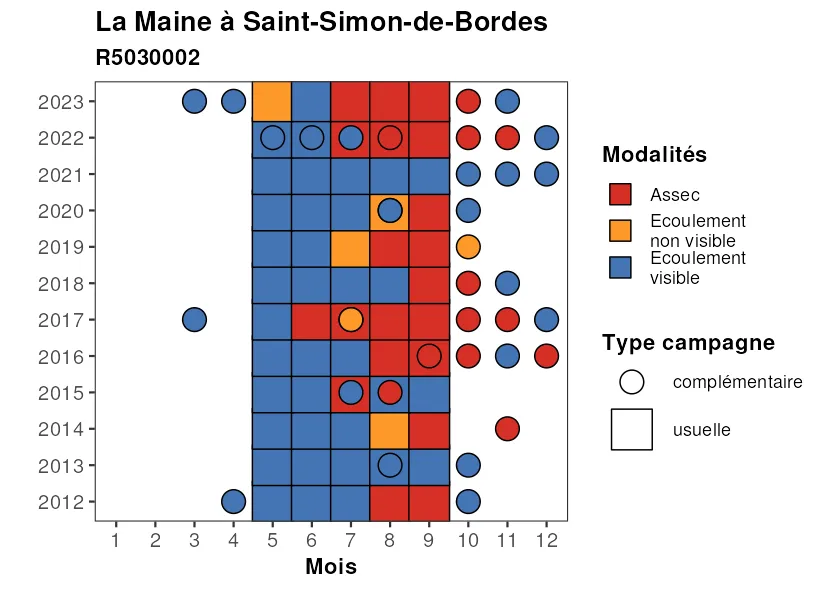 La Maine à Saint-Simon-de-Bordes
R5030002
2023
2022
2021
2020
2019
2018
2017
2016
2015
2014
2013
2012
1 2 3 4 5 6 7 8 9 10 11 12
Mois
Modalités
Assec
Ecoulement
non visible
Ecoulement
visible
Type campagne
complémentaire
usuelle